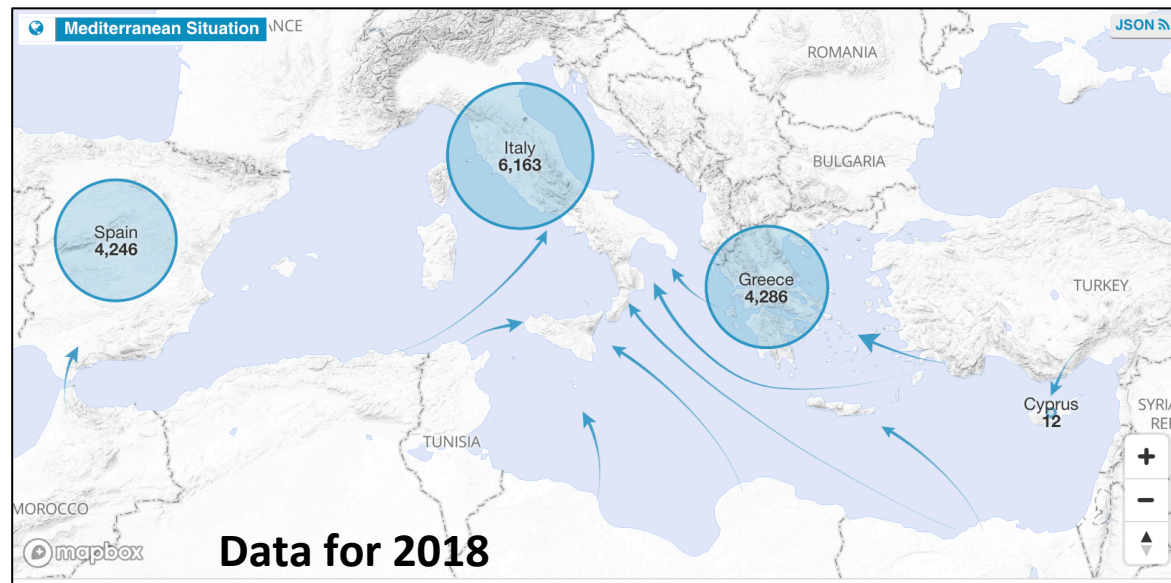 Mediterranean Situation
ANCE
JSON
ROMANIA
Italy
6,163
BULGARIA
Spain
4,246
Greece
4,286
TURKEY
Cyprus
12
SYRIA
REP
TUNISIA
+
−
MOROCCO
mapbox
Data for 2018